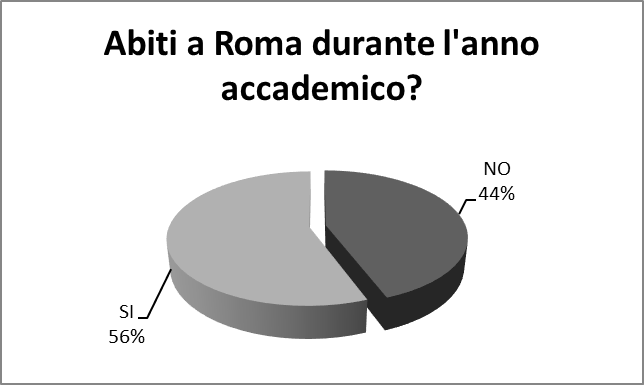 Abiti a Roma durante l'anno
accademico?
NO
44%
SI
56%